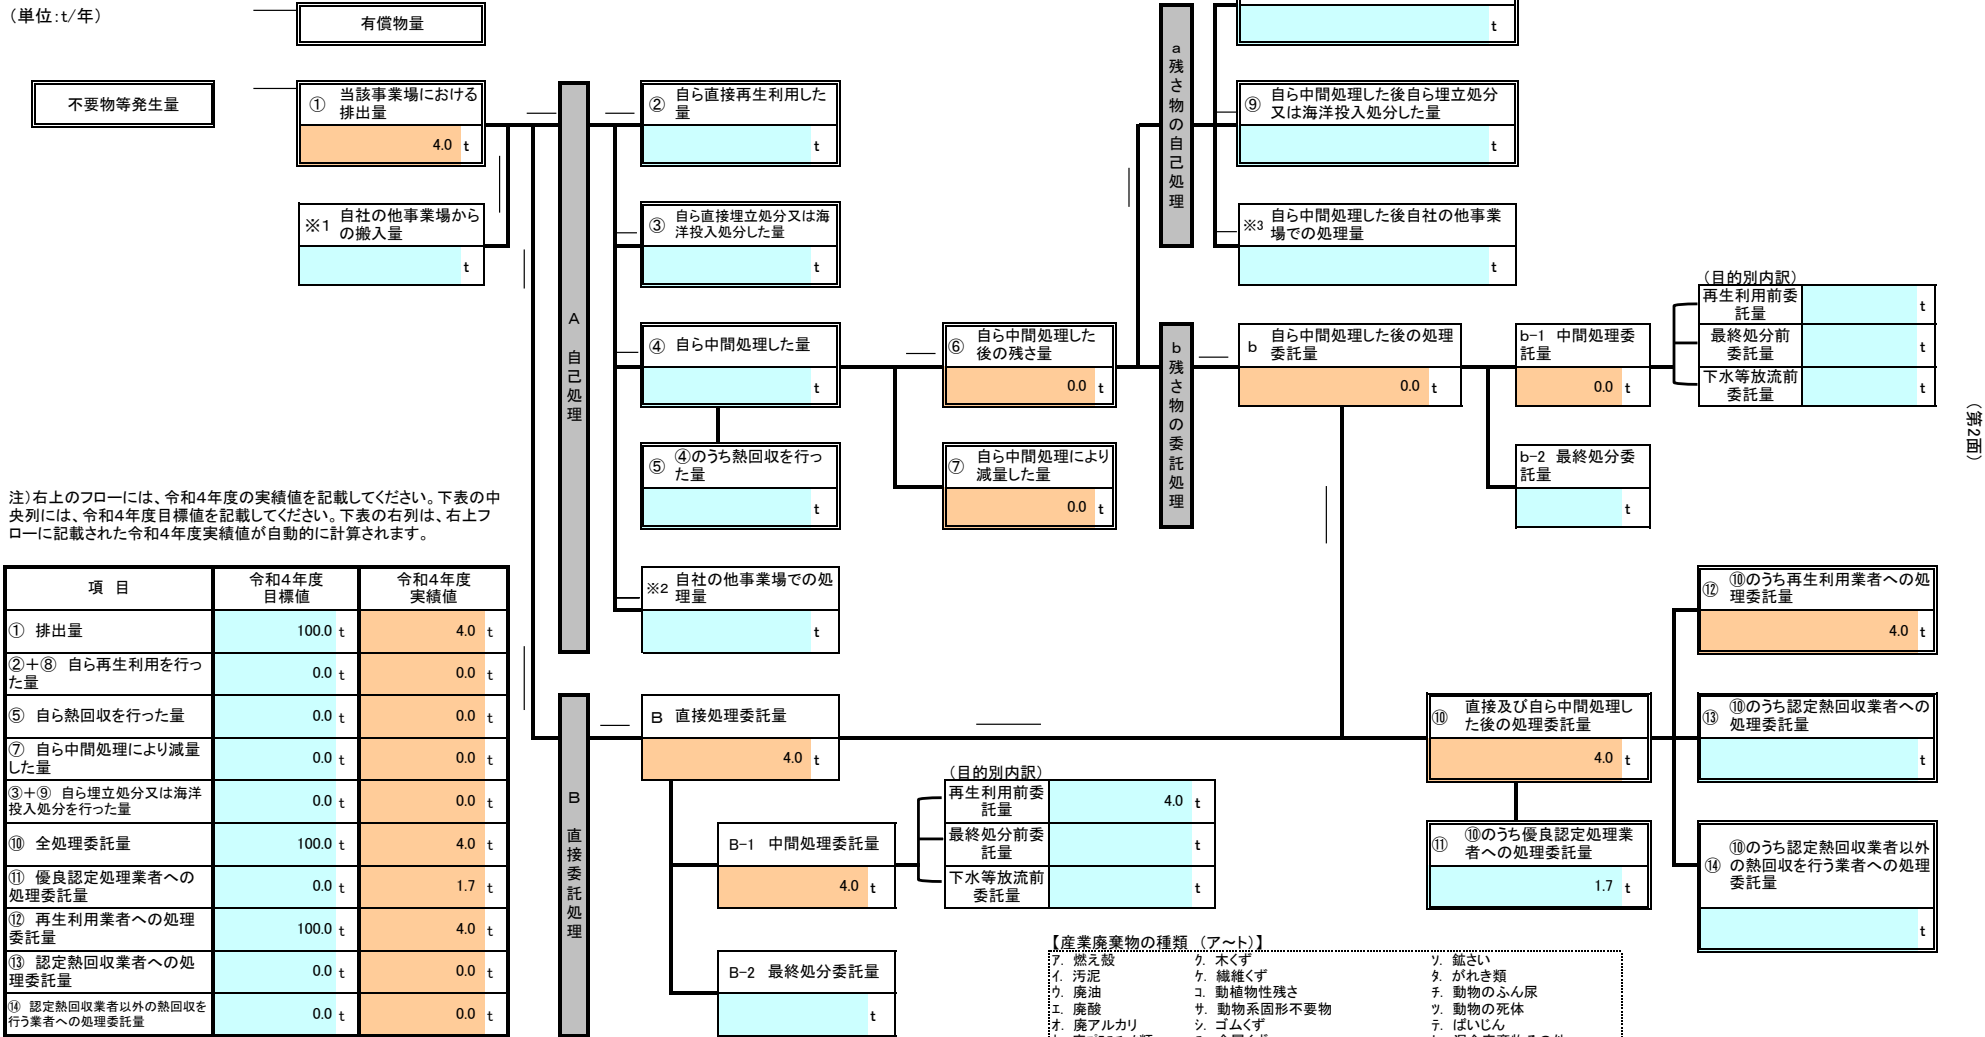 (単位:t/年)
有償物量
不要物等発生量
① 当該事業場における
排出量
4.0 t
※1 自社の他事業場から
の搬入量
t
A 自己処理
② 自ら直接再生利用した
量
t
③ 自ら直接埋立処分又は海
洋投入処分した量
t
④ 自ら中間処理した量
t
⑤ ④のうち熱回収を行っ
た量
t
※2 自社の他事業場での処
理量
t
⑥ 自ら中間処理した
後の残さ量
0.0 t
⑦ 自ら中間処理により
減量した量
0.0 t
a 残さ物の自己処理
t
⑨ 自ら中間処理した後自ら埋立処分
又は海洋投入処分した量
t
※3 自ら中間処理した後自社の他事業
場での処理量
t
b 残さ物の委託処理
b 自ら中間処理した後の処理
委託量
0.0 t
b-1 中間処理委
託量
0.0 t
b-2 最終処分委
託量
t
(目的別内訳)
再生利用前委
託量
t
最終処分前
委託量
t
下水等放流前
委託量
t
(第2面)
注)右上のフローには、令和4年度の実績値を記載してください。下表の中
央列には、令和4年度目標値を記載してください。下表の右列は、右上フ
ローに記載された令和4年度実績値が自動的に計算されます。
項 目 令和4年度
目標値 令和4年度
実績値
① 排出量 100.0 t 4.0 t
②+⑧ 自ら再生利用を行っ
た量 0.0 t 0.0 t
⑤ 自ら熱回収を行った量 0.0 t 0.0 t
⑦ 自ら中間処理により減量
した量 0.0 t 0.0 t
③+⑨ 自ら埋立処分又は海洋
投入処分を行った量 0.0 t 0.0 t
⑩ 全処理委託量 100.0 t 4.0 t
⑪ 優良認定処理業者への
処理委託量 0.0 t 1.7 t
⑫ 再生利用業者への処理
委託量 100.0 t 4.0 t
⑬ 認定熱回収業者への処
理委託量 0.0 t 0.0 t
⑭ 認定熱回収業者以外の熱回収を
行う業者への処理委託量 0.0 t 0.0 t
B 直接委託処理
B 直接処理委託量
4.0 t
B-1 中間処理委託量
4.0 t
B-2 最終処分委託量
t
(目的別内訳)
再生利用前委
託量
4.0 t
最終処分前委
託量
t
下水等放流前
委託量
t
⑩ 直接及び自ら中間処理し
た後の処理委託量
4.0 t
⑪ ⑩のうち優良認定処理業
者への処理委託量
1.7 t
⑫ ⑩のうち再生利用業者への処
理委託量
4.0 t
⑬ ⑩のうち認定熱回収業者への
処理委託量
t
⑭ ⑩のうち認定熱回収業者以外
の熱回収を行う業者への処理
委託量
t
【産業廃棄物の種類 (ア~ト)】
ア. 燃え殻 ク. 木くず ソ. 鉱さい
イ. 汚泥 ケ. 繊維くず タ. がれき類
ウ. 廃油 コ. 動植物性残さ チ. 動物のふん尿
エ. 廃酸 サ. 動物系固形不要物 ツ. 動物の死体
オ. 廃アルカリ シ. ゴムくず テ. ばいじん